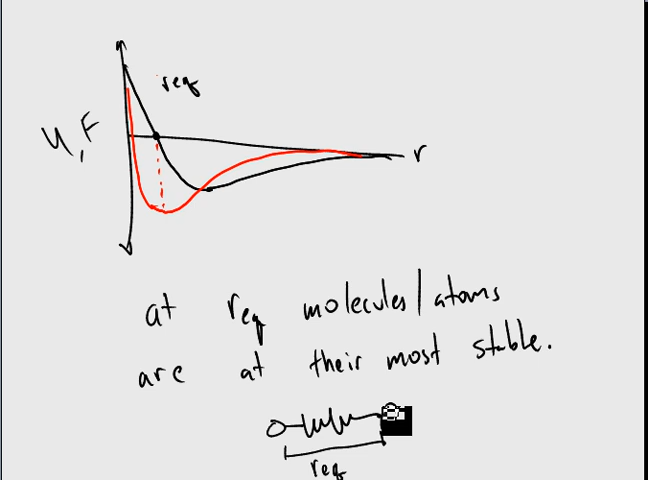 req
U, F
r
at req molecules/atoms
are at their most stable.
req